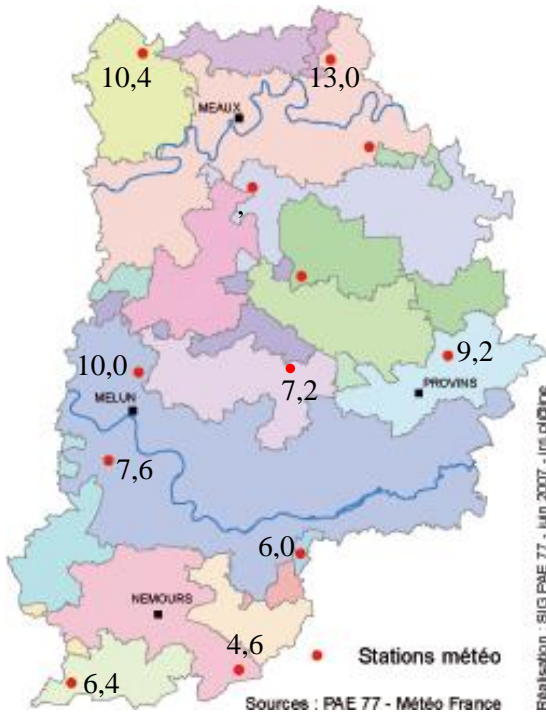 10,4
13,0
MEAUX
,
9,2
10,0
7,2
PROVINS
MELUN
7,6
6,0
NEMOURS
4,6
Stations météo
6,4
Sources : PAE 77 - Météo France
Réalisation : SIG PAE 77 - juin 2007 -